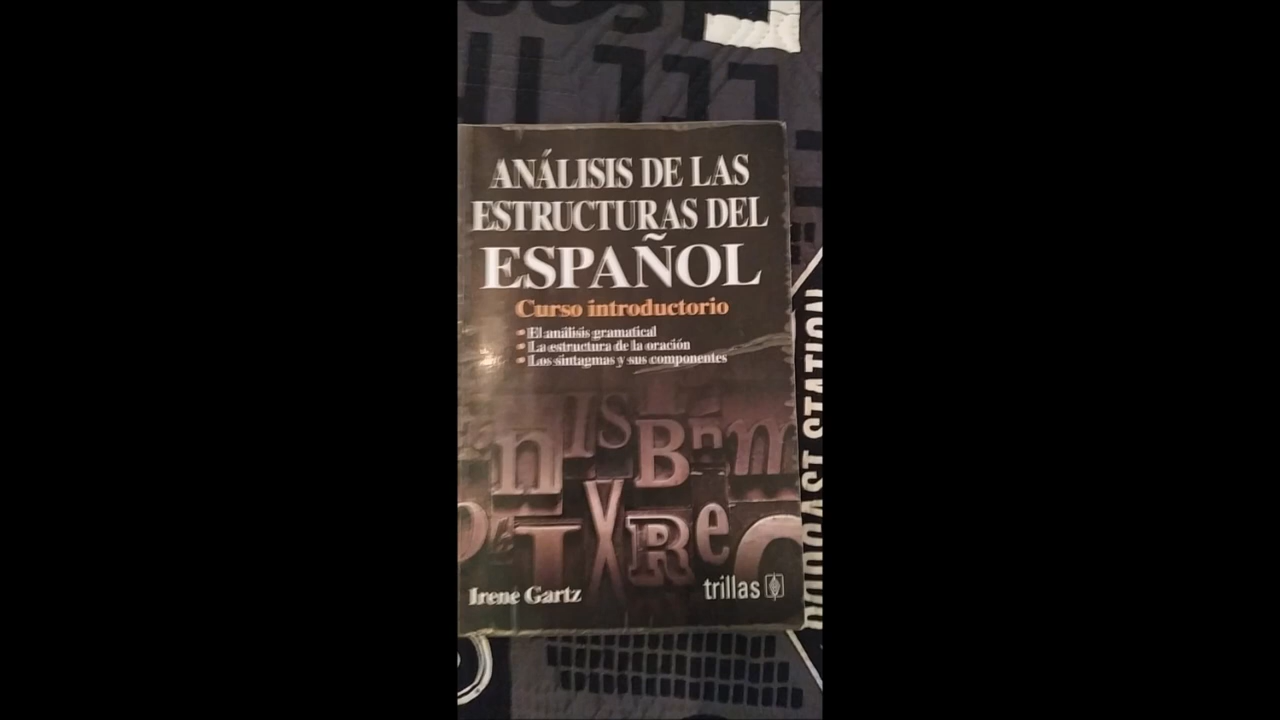 ANÁLISIS DE LAS
ESTRUCTURAS DEL
ESPAÑOL
Curso introductorio
• El análisis gramatical
• La estructura de la oración
• Los sintagmas y sus componentes
n I S B n m
I X R e
Irene Gartz
trillas
PODCAST STATION